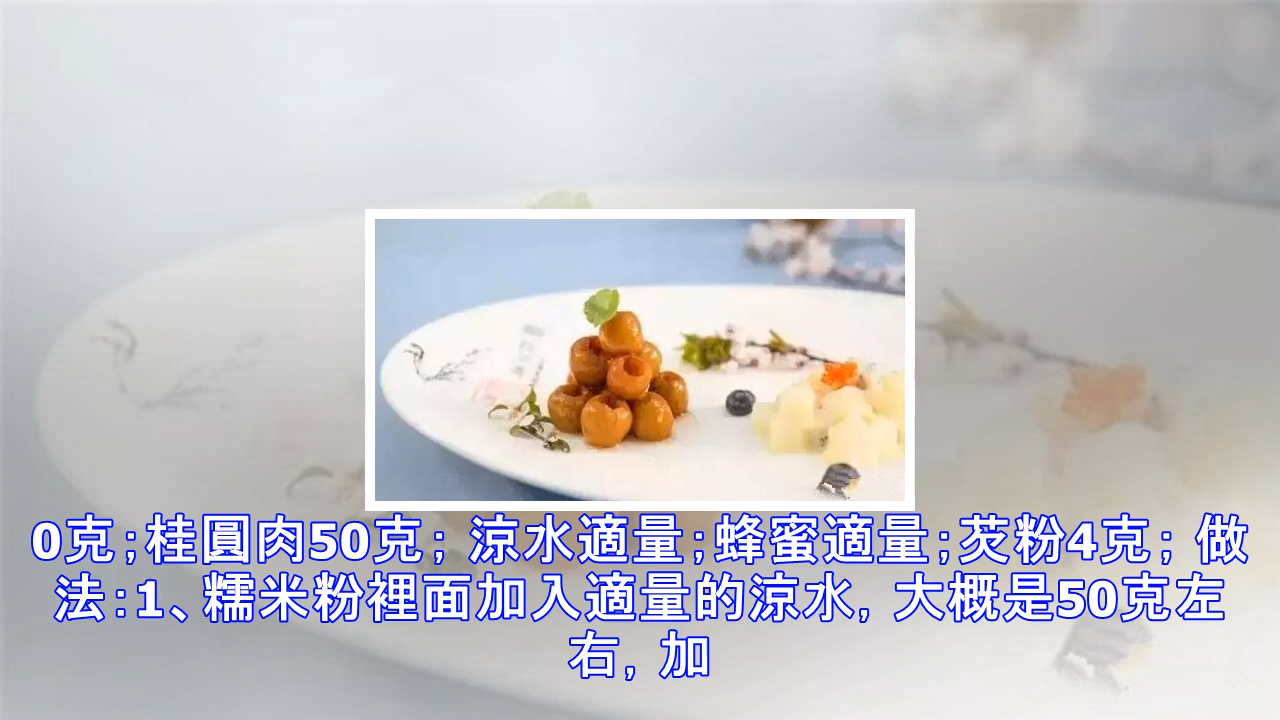 0克;桂圓肉50克; 涼水適量;蜂蜜適量;芡粉4克; 做
法:1、糯米粉裡面加入適量的涼水, 大概是50克左
右, 加